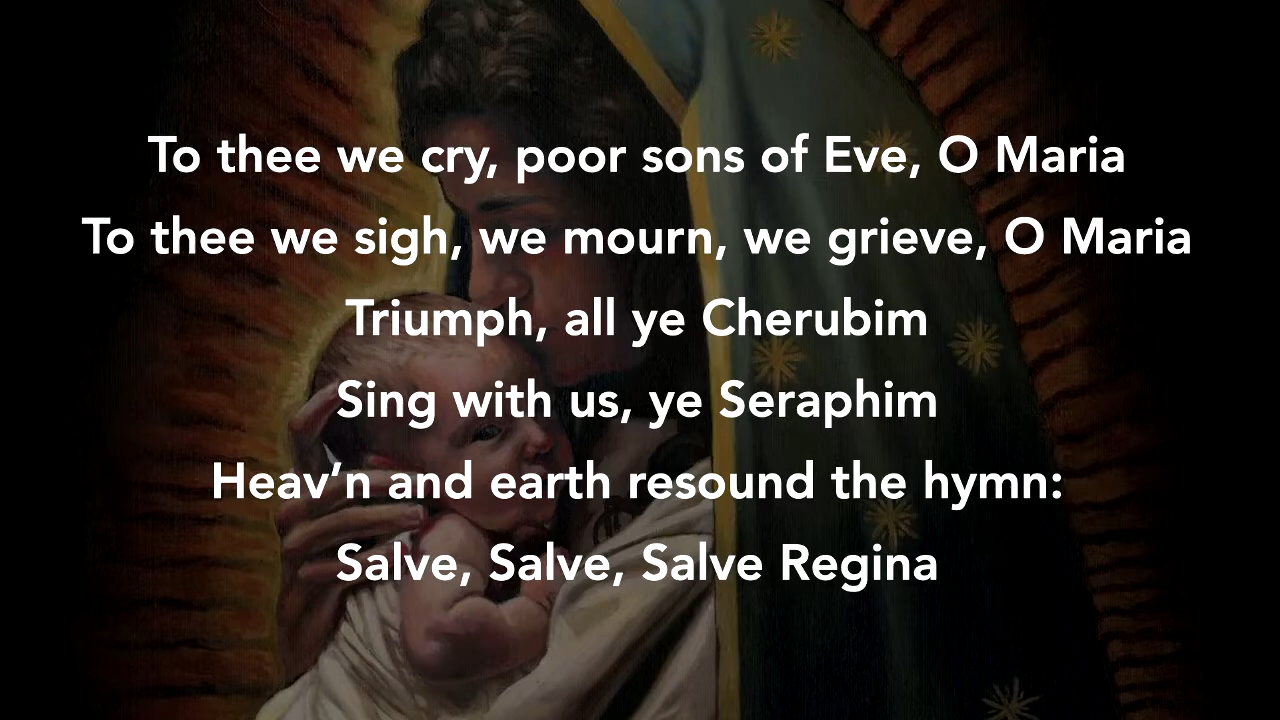 To thee we cry, poor sons of Eve, O Maria
To thee we sigh, we mourn, we grieve, O Maria
Triumph, all ye Cherubim
Sing with us, ye Seraphim
Heav’n and earth resound the hymn:
Salve, Salve, Salve Regina